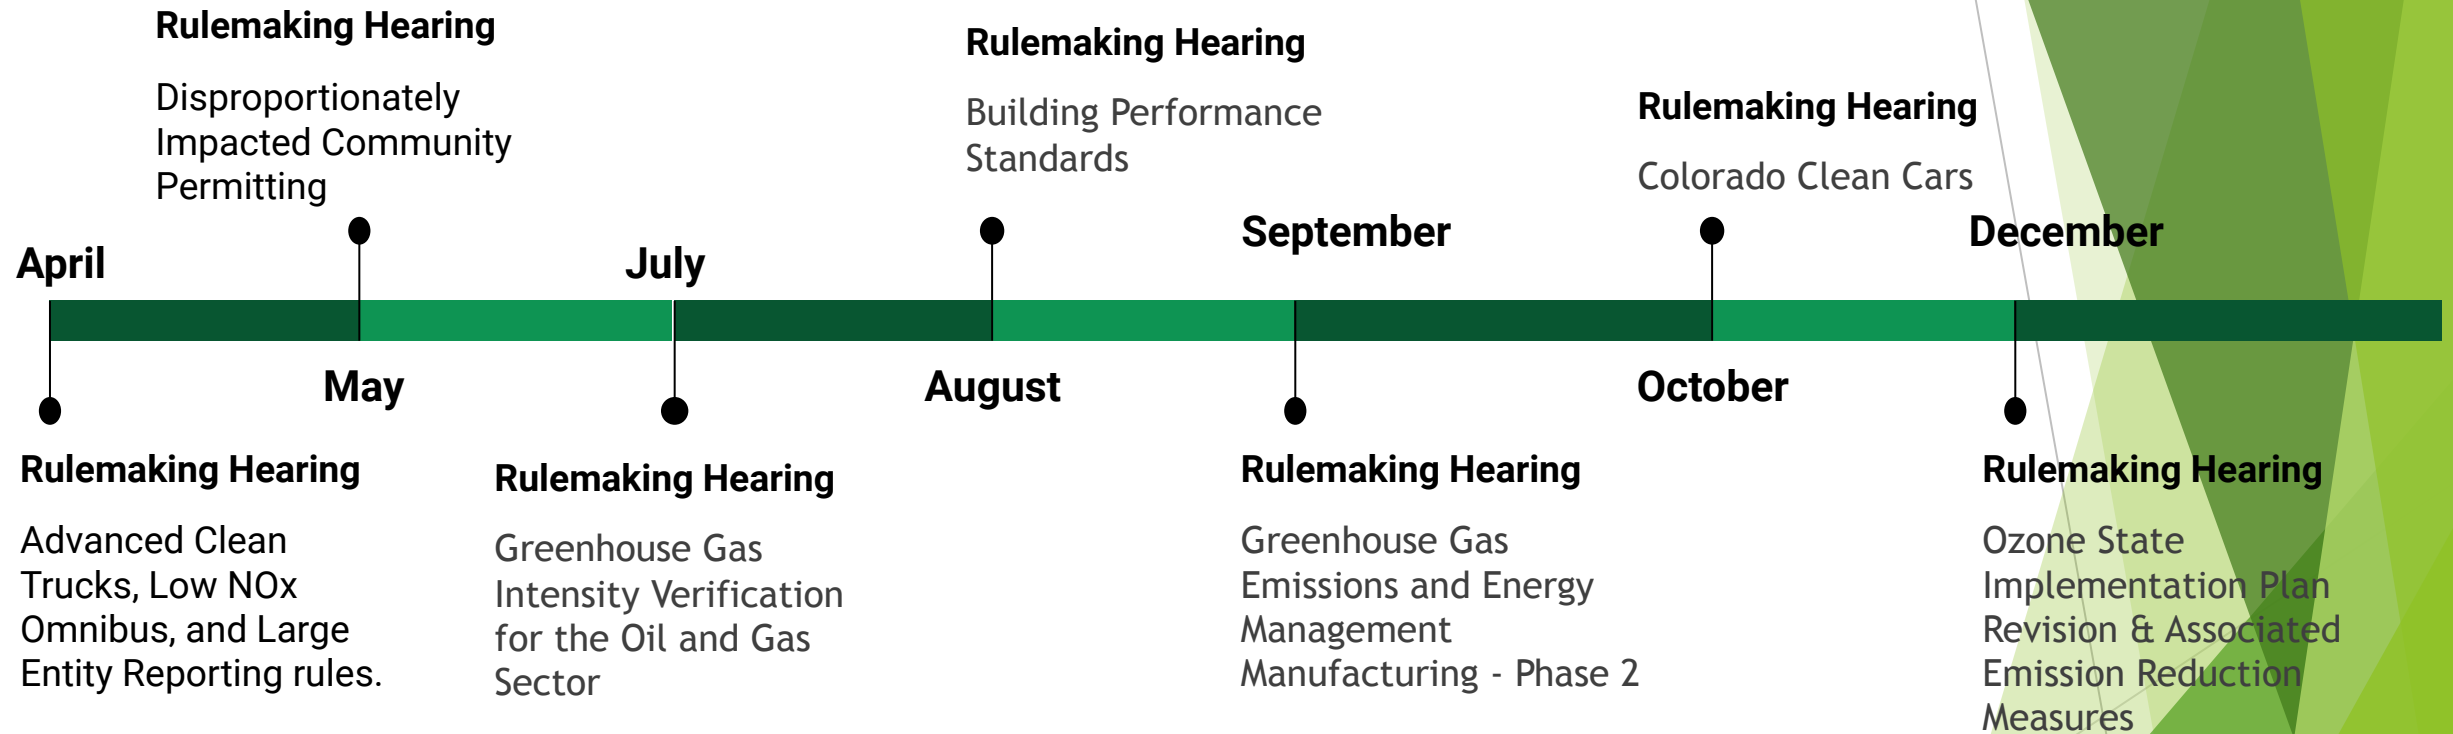 Rulemaking Hearing
Disproportionately
Impacted Community
Permitting
Rulemaking Hearing
Building Performance
Standards
Rulemaking Hearing
Colorado Clean Cars
April
July
September
December
May
August
October
Rulemaking Hearing
Advanced Clean
Trucks, Low NOx
Omnibus, and Large
Entity Reporting rules.
Rulemaking Hearing
Greenhouse Gas
Intensity Verification
for the Oil and Gas
Sector
Rulemaking Hearing
Greenhouse Gas
Emissions and Energy
Management
Manufacturing - Phase 2
Rulemaking Hearing
Ozone State
Implementation Plan
Revision & Associated
Emission Reduction
Measures